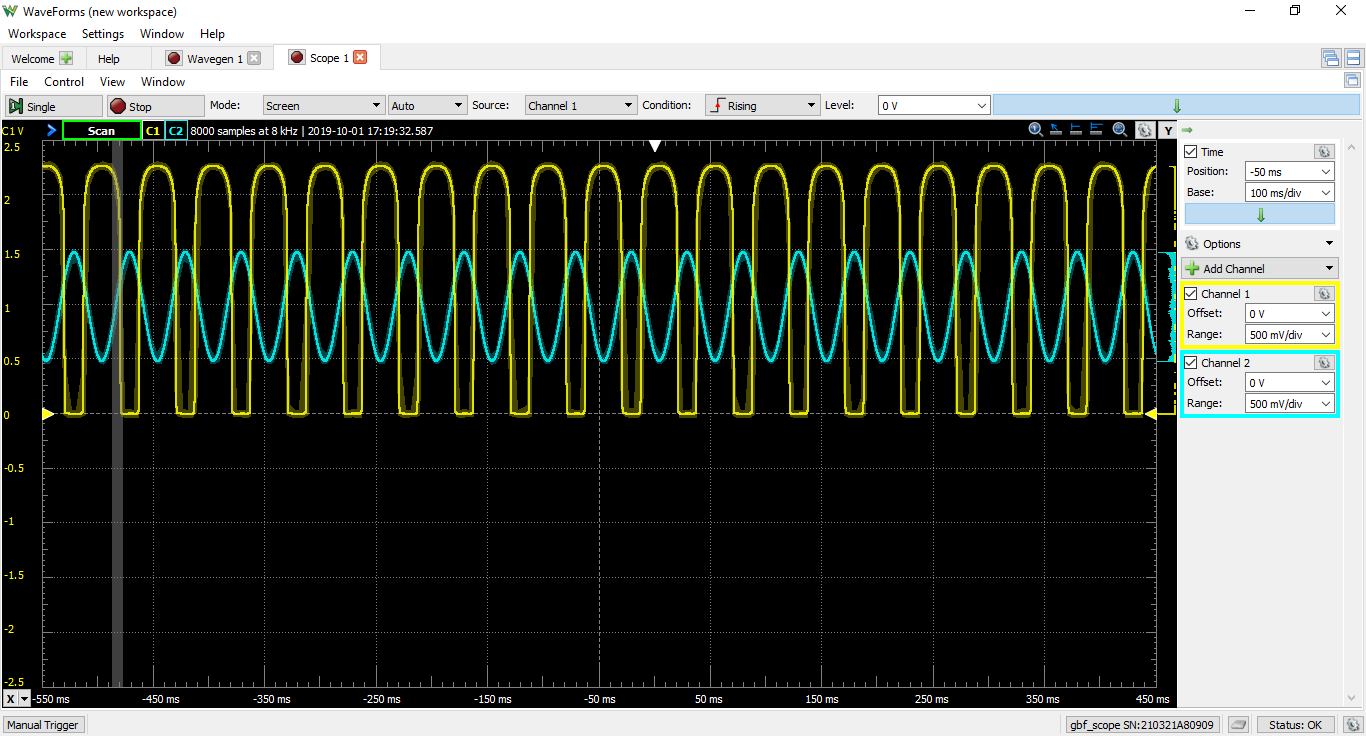 WaveForms (new workspace)
Workspace Settings Window Help
Welcome Help Wavegen 1 Scope 1
File Control View Window
Single Stop Mode: Screen Auto Source: Channel 1 Condition: Rising Level: 0 V
C1 V Scan C1 C2 8000 samples at 8 kHz | 2019-10-01 17:19:32.587 Y
2.5
2
1.5
1
0.5
0
-0.5
-1
-1.5
-2
-2.5
X -550 ms -450 ms -350 ms -250 ms -150 ms -50 ms 50 ms 150 ms 250 ms 350 ms 450 ms
Time
Position: -50 ms
Base: 100 ms/div
Options
Add Channel
Channel 1
Offset: 0 V
Range: 500 mV/div
Channel 2
Offset: 0 V
Range: 500 mV/div
Manual Trigger gbf_scope SN:210321A80909 Status: OK